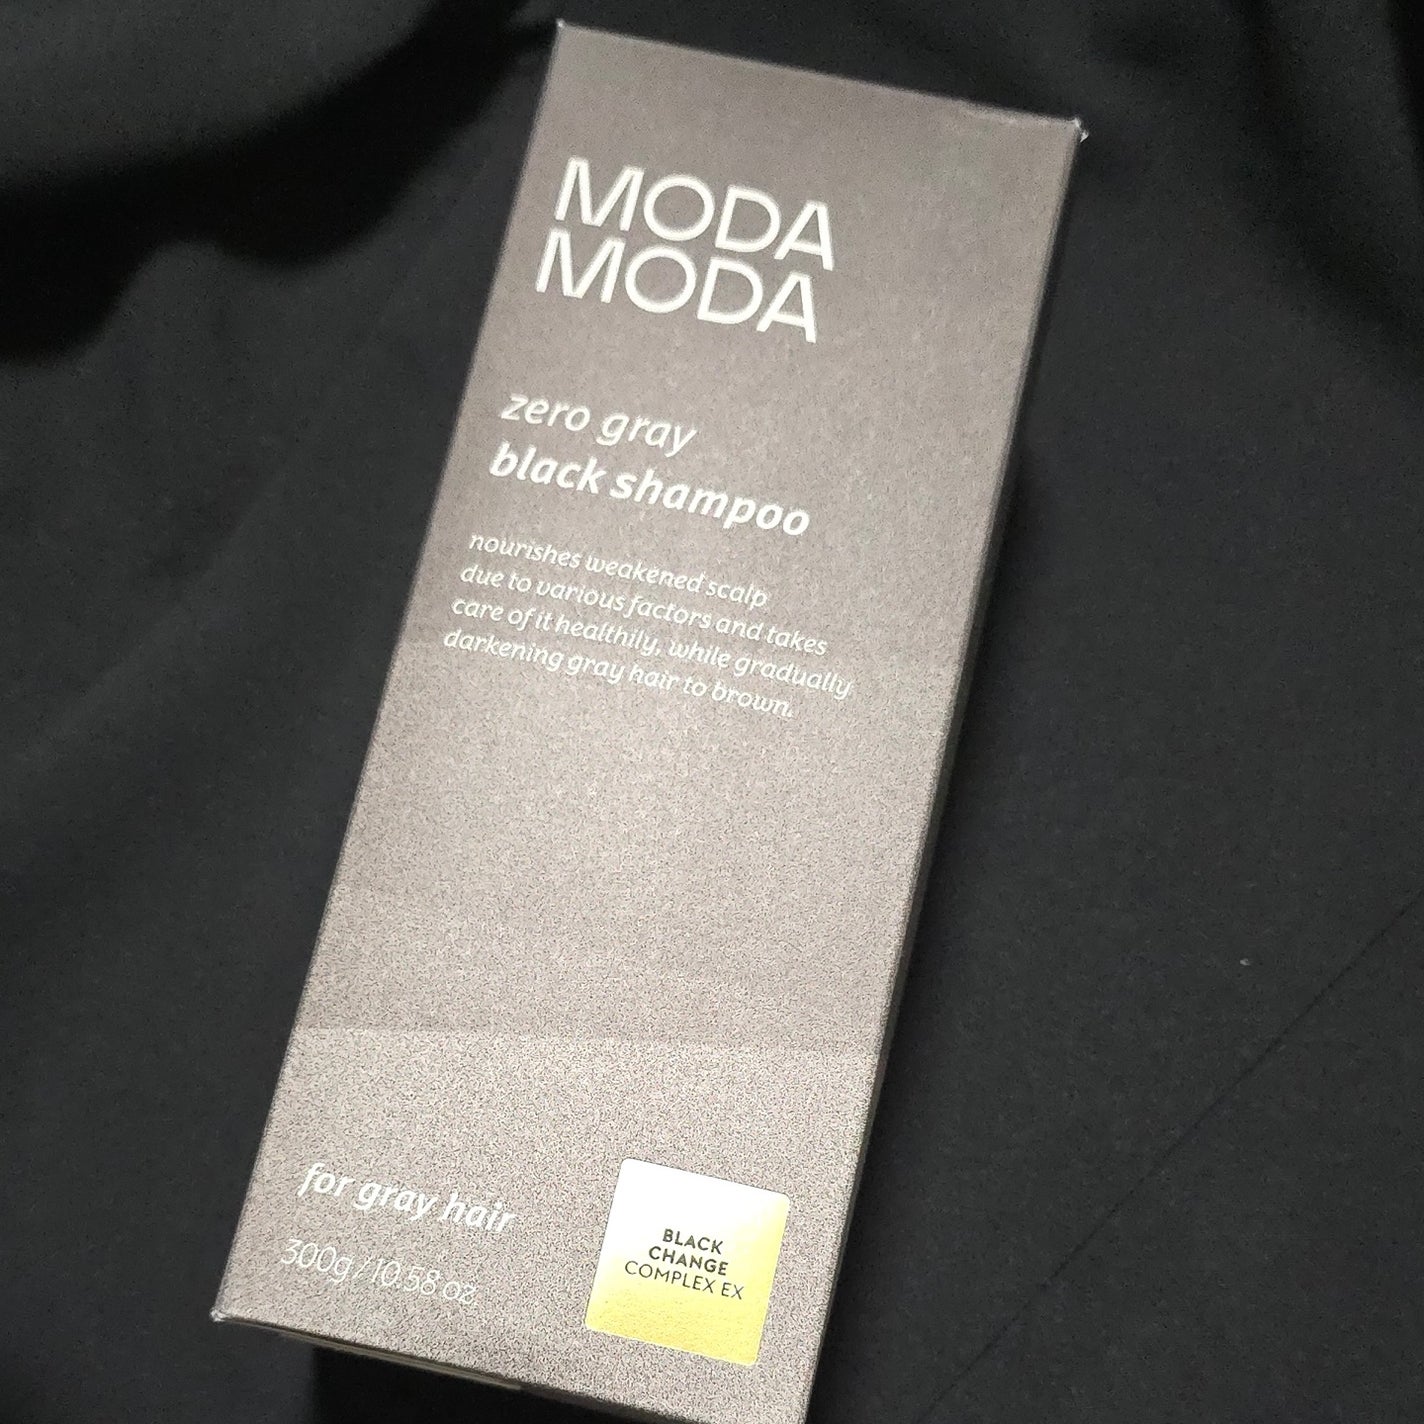 MODA
MODA
zero gray
black shampoo
nourishes weakened scalp
due to various factors and takes
care of it healthily, while gradually
darkening gray hair to brown.
for gray hair
300g / 10.58 oz
BLACK
CHANGE
COMPLEX EX